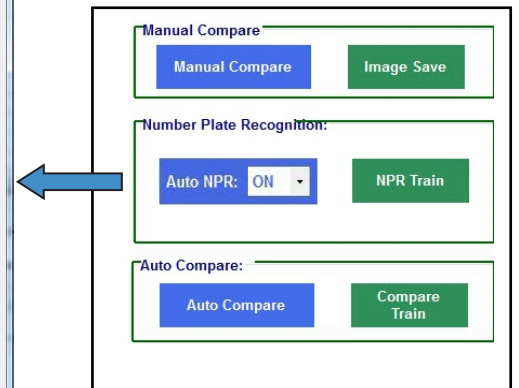 Manual Compare
Manual Compare
Image Save
Number Plate Recognition:
Auto NPR: ON
NPR Train
Auto Compare:
Auto Compare
Compare
Train